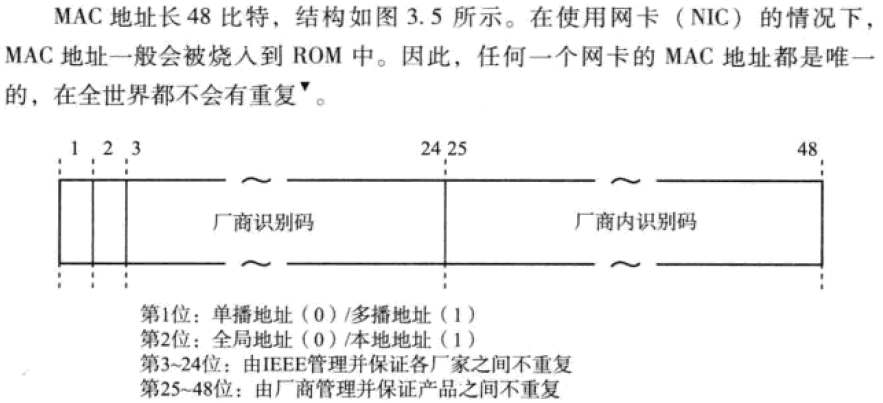 MAC 地址长 48 比特，结构如图 3.5 所示。在使用网卡（NIC）的情况下，
MAC 地址一般会被烧入到 ROM 中。因此，任何一个网卡的 MAC 地址都是唯一
的，在全世界都不会有重复▼。
1 2 3 24 25 48
厂商识别码 厂商内识别码
第1位：单播地址（0）/多播地址（1）
第2位：全局地址（0）/本地地址（1）
第3~24位：由IEEE管理并保证各厂家之间不重复
第25~48位：由厂商管理并保证产品之间不重复